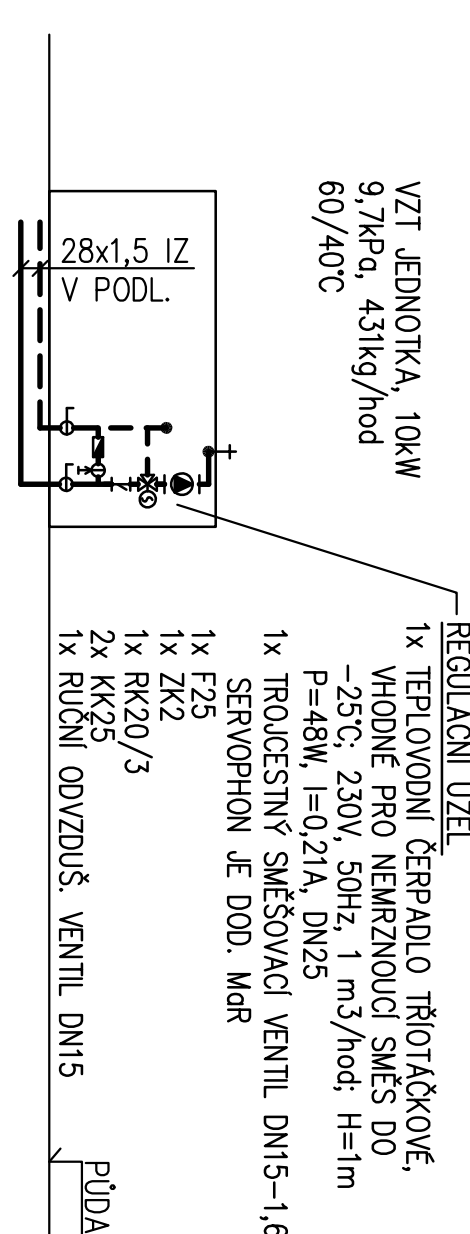 VZT JEDNOTKA, 10kW
9,7kPa, 431kg/hod
60/40°C
28x1,5 IZ
V PODL.
S
REGULAČNÍ UZEL
1x TEPLOVODNÍ ČERPADLO TŘÍOTÁČKOVÉ,
VHODNÉ PRO NEMRZNOUCÍ SMĚS DO
-25°C; 230V, 50Hz, 1 m3/hod; H=1m
P=48W, I=0,21A, DN25
1x TROJCESTNÝ SMĚŠOVACÍ VENTIL DN15-1,6
SERVOPHON JE DOD. MaR
1x F25
1x ZK2
1x RK20/3
2x KK25
1x RUČNÍ ODVZDUŠ. VENTIL DN15
PŮDA